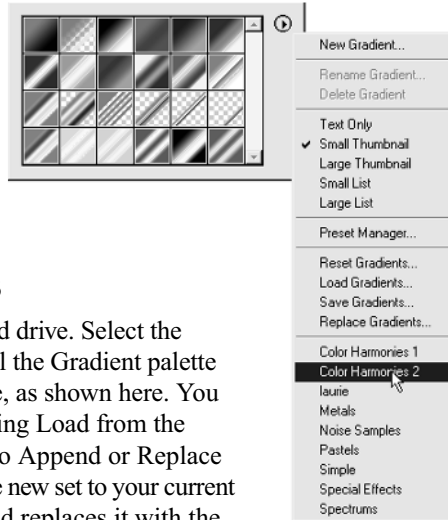 New Gradient...
Rename Gradient...
Delete Gradient
Text Only
Small Thumbnail
Large Thumbnail
Small List
Large List
Preset Manager...
Reset Gradients...
Load Gradients...
Save Gradients...
Replace Gradients...
Color Harmonies 1
Color Harmonies 2
laurie
Metals
Noise Samples
Pastels
Simple
Special Effects
Spectrums
d drive. Select the
l the Gradient palette
e, as shown here. You
ing Load from the
o Append or Replace
e new set to your current
d replaces it with the